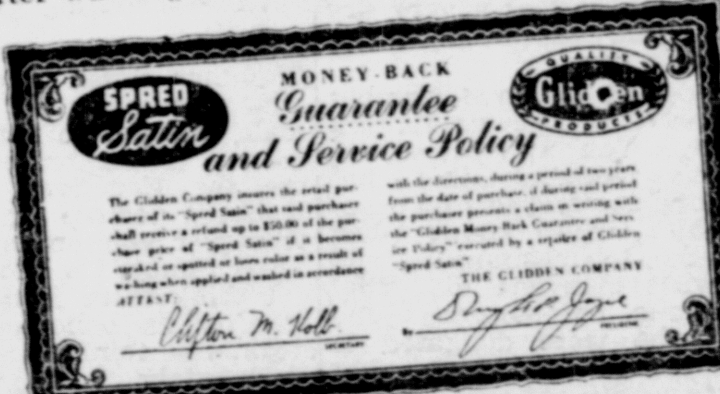 SPRED
Satin
MONEY-BACK
Guarantee
and Service Policy
QUALITY
Glidden
PRODUCTS
The Glidden Company insures the retail pur-
chaser of its "Spred Satin" that said purchaser
shall receive a refund up to $50.00 of the pur-
chase price of "Spred Satin" if it becomes
streaked or spotted or loses color as a result of
washing when applied and washed in accordance
with the directions, during a period of two years
from the date of purchase, if during said period
the purchaser presents a claim in writing with
the "Glidden Money Back Guarantee and Serv-
ice Policy" executed by a retailer of Glidden
"Spred Satin"
THE GLIDDEN COMPANY
ATTEST:
Clifton M. Kolb
SECRETARY
By
PRESIDENT